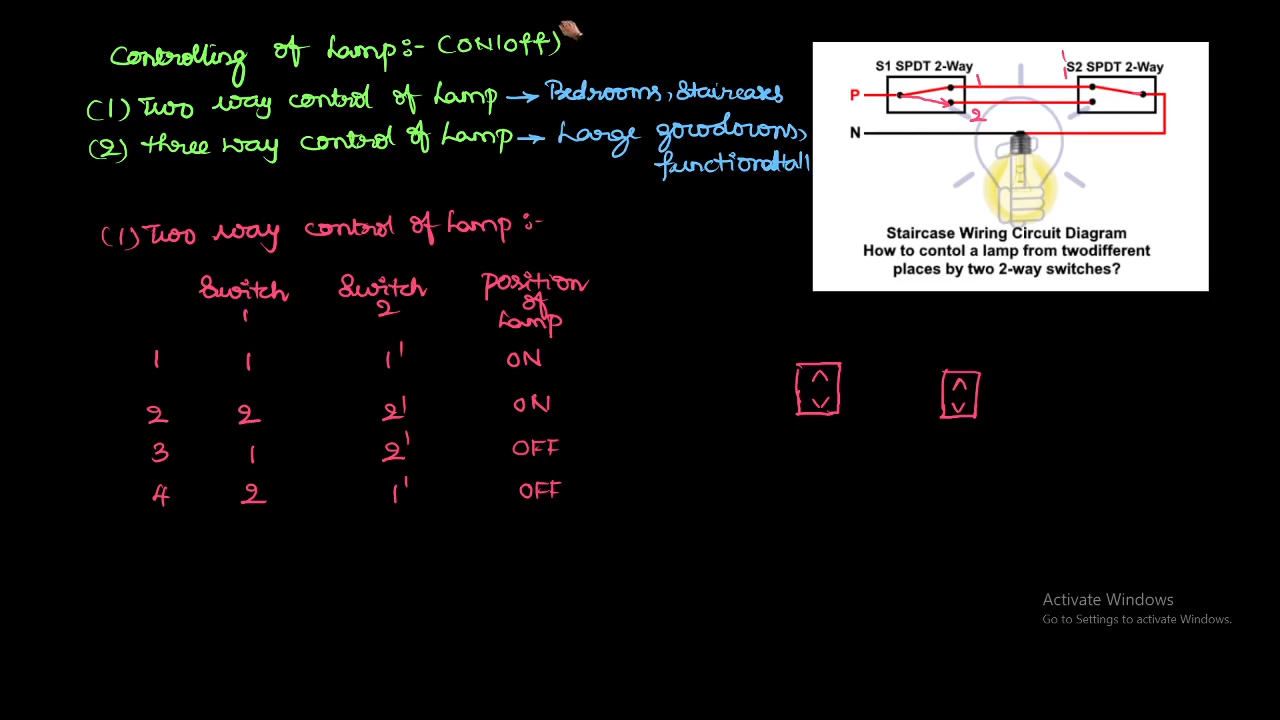 Controlling of Lamp:- (ON/off)
(1) Two way control of Lamp → Bedrooms, Staircases
(2) three way control of Lamp → Large gorodorons,
functional hall
(1) Two way control of Lamp :-
Switch 1 Switch 2 Position of Lamp
1 1 1' ON
2 2 2' ON
3 1 2' OFF
4 2 1' OFF
S1 SPDT 2-Way S2 SPDT 2-Way
P 1 1'
2
N
Staircase Wiring Circuit Diagram
How to contol a lamp from twodifferent
places by two 2-way switches?
Activate Windows
Go to Settings to activate Windows.